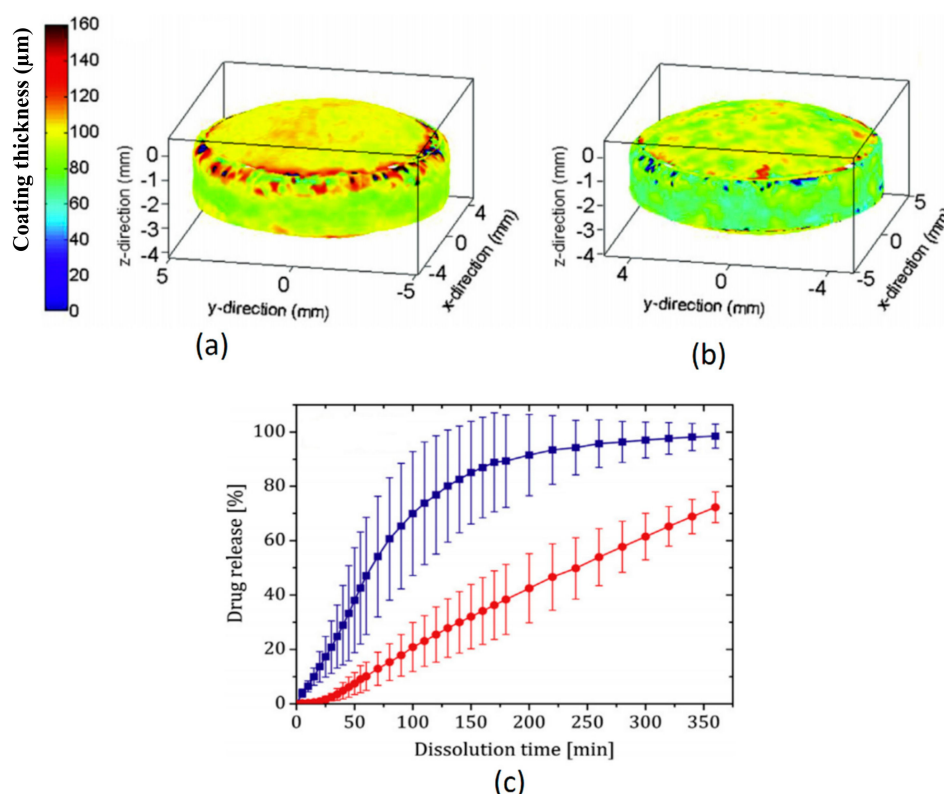 Coating thickness (µm)
160
140
120
100
80
60
40
20
0
z-direction (mm)
0
-1
-2
-3
-4
5
0
-5
y-direction (mm)
-4
0
4
x-direction (mm)
(a)
z-direction (mm)
0
-1
-2
-3
-4
4
0
-4
y-direction (mm)
-5
0
5
x-direction (mm)
(b)
Drug release [%]
100
80
60
40
20
0
0 50 100 150 200 250 300 350
Dissolution time [min]
(c)